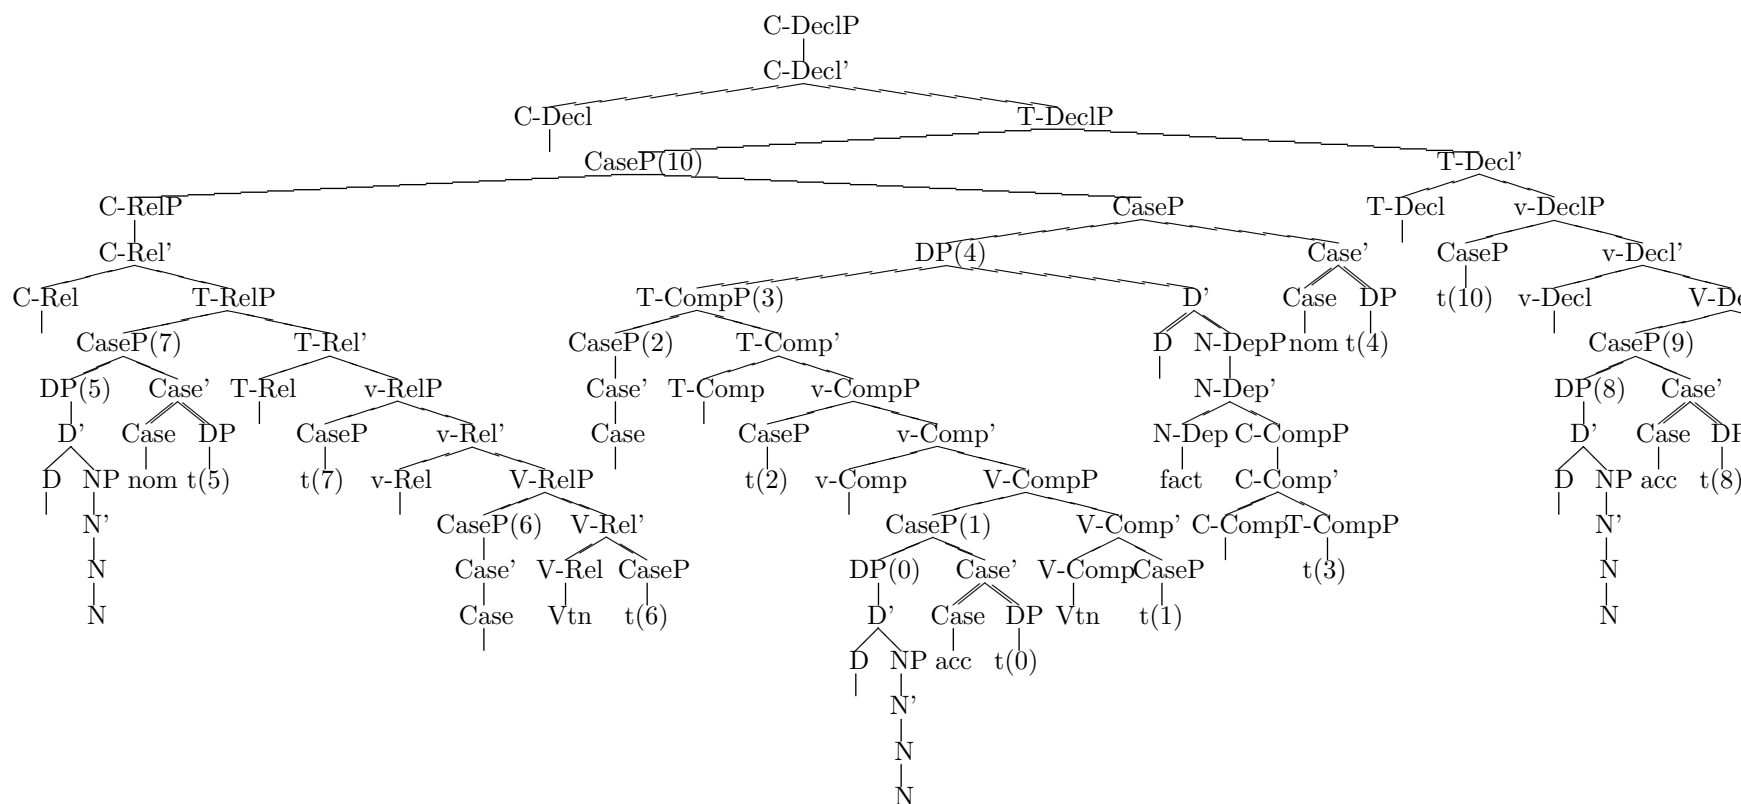 C-DeclP
C-Decl'
C-Decl T-DeclP
CaseP(10) T-Decl'
C-RelP CaseP T-Decl v-DeclP
C-Rel' DP(4) Case' CaseP v-Decl'
C-Rel T-RelP T-CompP(3) D' Case DP t(10) v-Decl V-De
CaseP(7) T-Rel' CaseP(2) T-Comp' D N-DepP nom t(4) CaseP(9)
DP(5) Case' T-Rel v-RelP Case' T-Comp v-CompP N-Dep' DP(8) Case'
D' Case DP CaseP v-Rel' Case CaseP v-Comp' N-Dep C-CompP D' Case DP
D NP nom t(5) t(7) v-Rel V-RelP t(2) v-Comp V-CompP fact C-Comp' D NP acc t(8)
N' CaseP(6) V-Rel' CaseP(1) V-Comp' C-Comp T-CompP N'
N Case' V-Rel CaseP DP(0) Case' V-Comp CaseP t(3) N
N Case Vtn t(6) D' Case DP Vtn t(1) N
D NP acc t(0)
N'
N
N